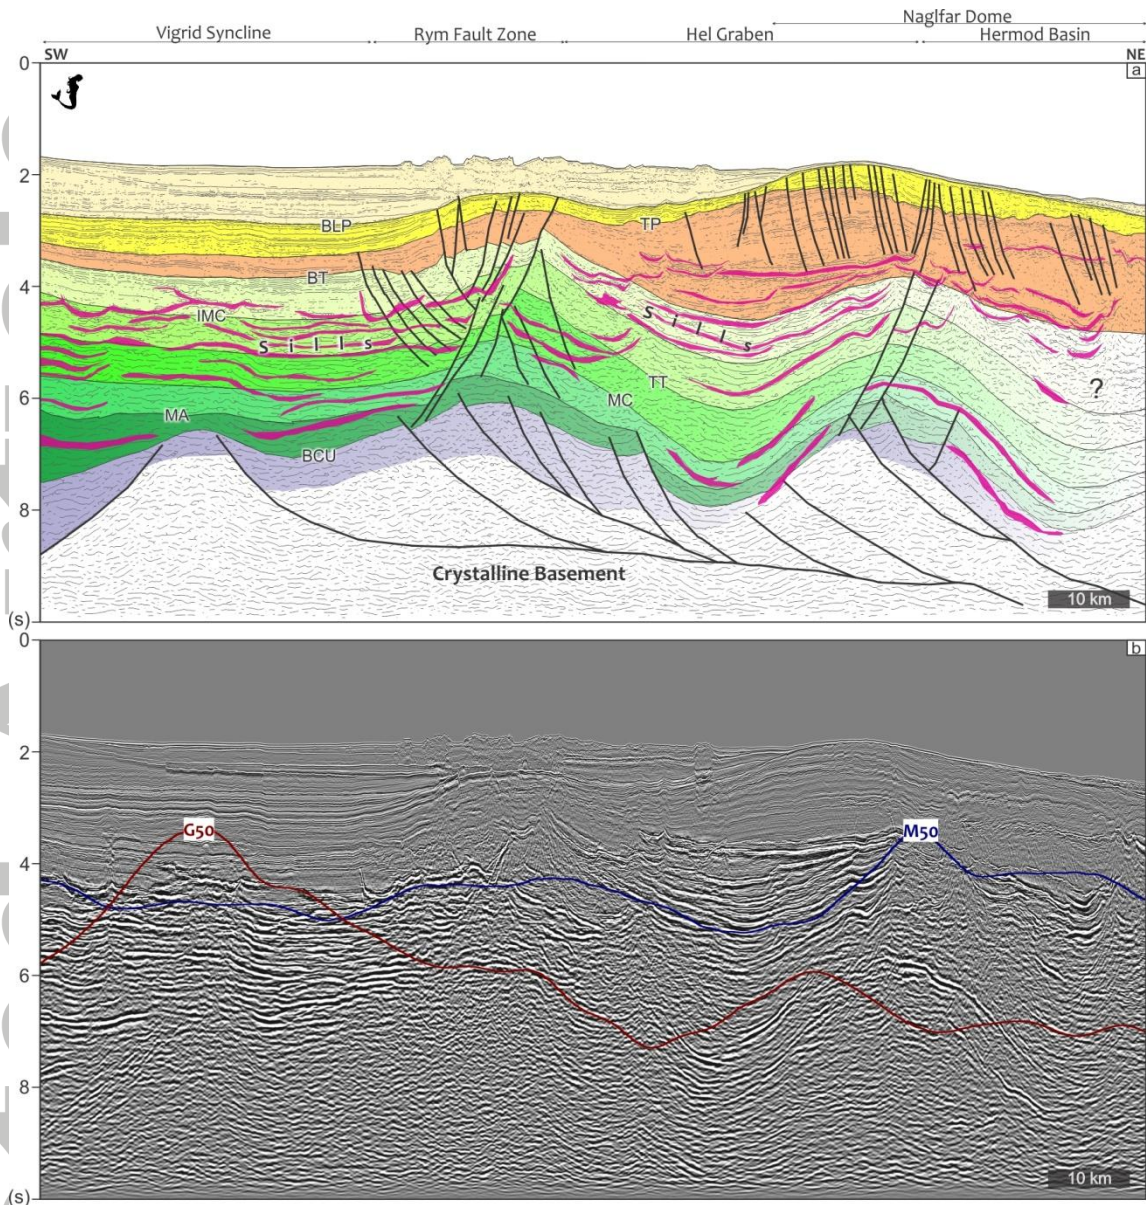 Naglfar Dome
Vigrid Syncline Rym Fault Zone Hel Graben Hermod Basin
SW NE
0
a
2
BLP TP
BT
4
IMC
Sills
Sills
TT
MC
6
?
MA
BCU
8
Crystalline Basement
10 km
(s)
0
b
2
G50 M50
4
6
8
10 km
(s)